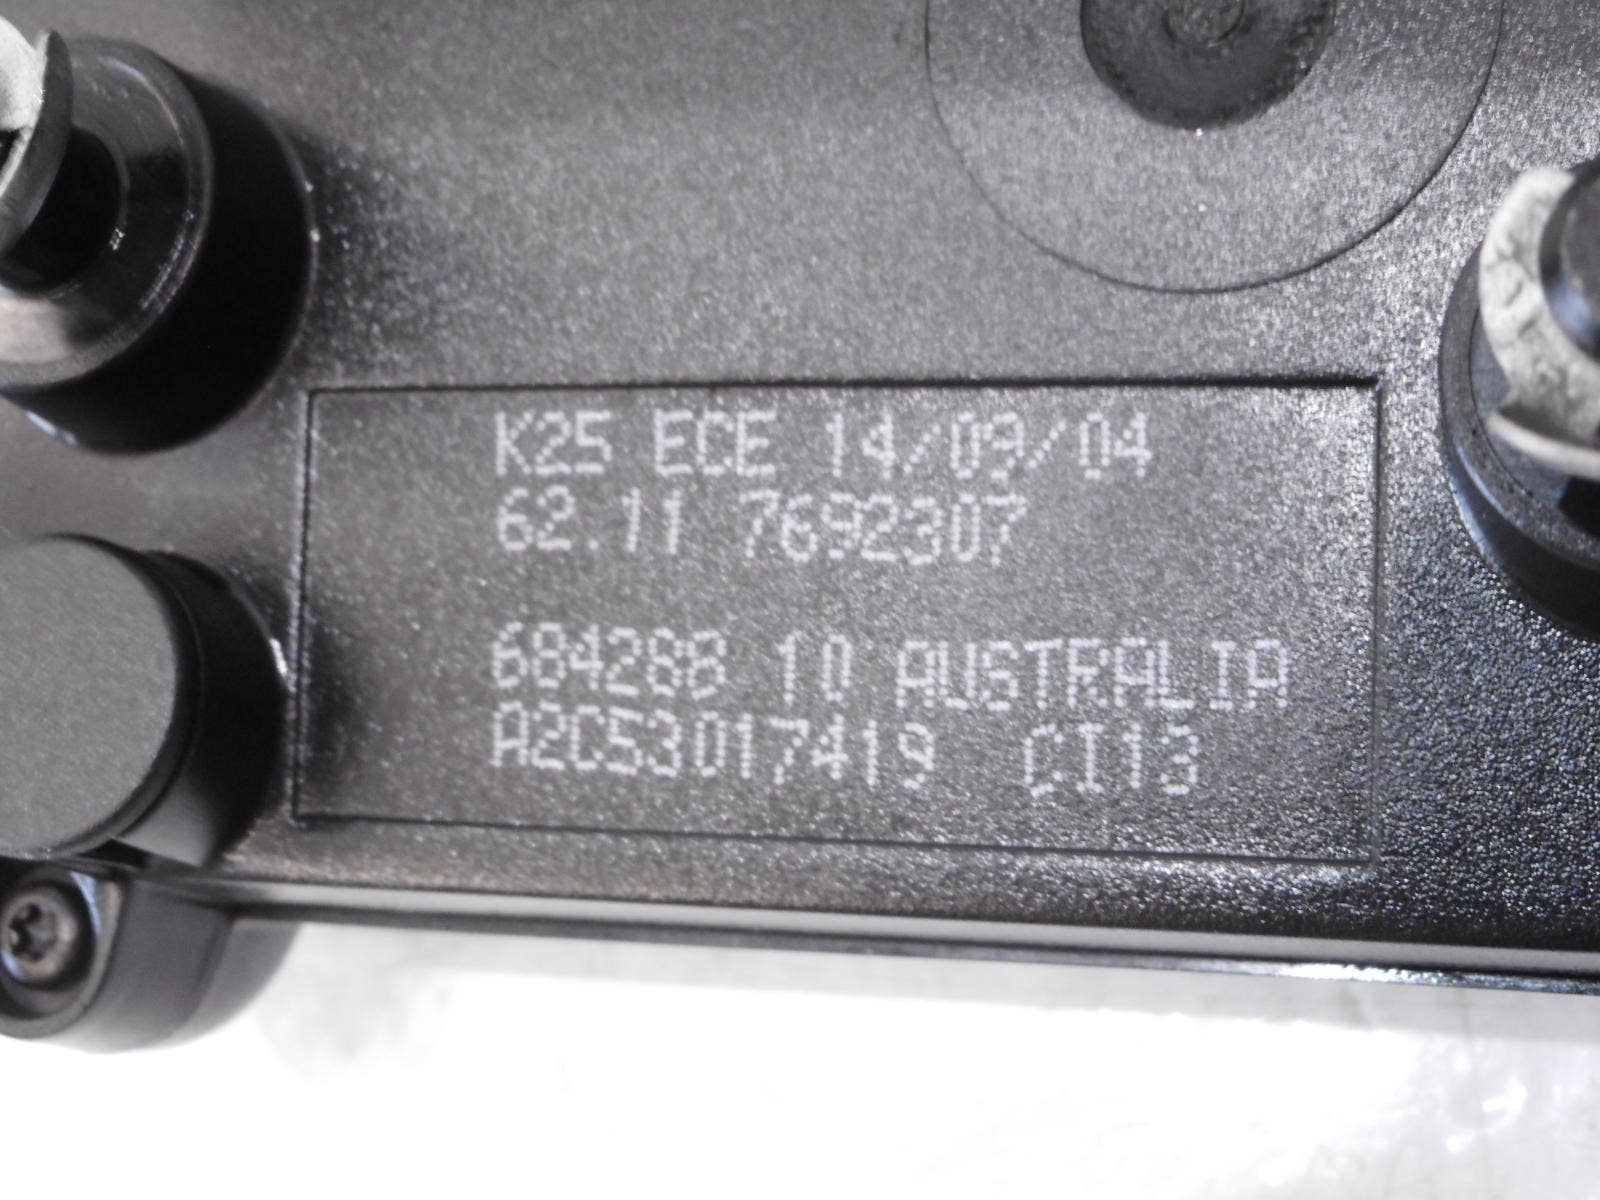 K25 ECE 14/09/04
62.11 7692307
684288 10 AUSTRALIA
A2C53017419 CI13